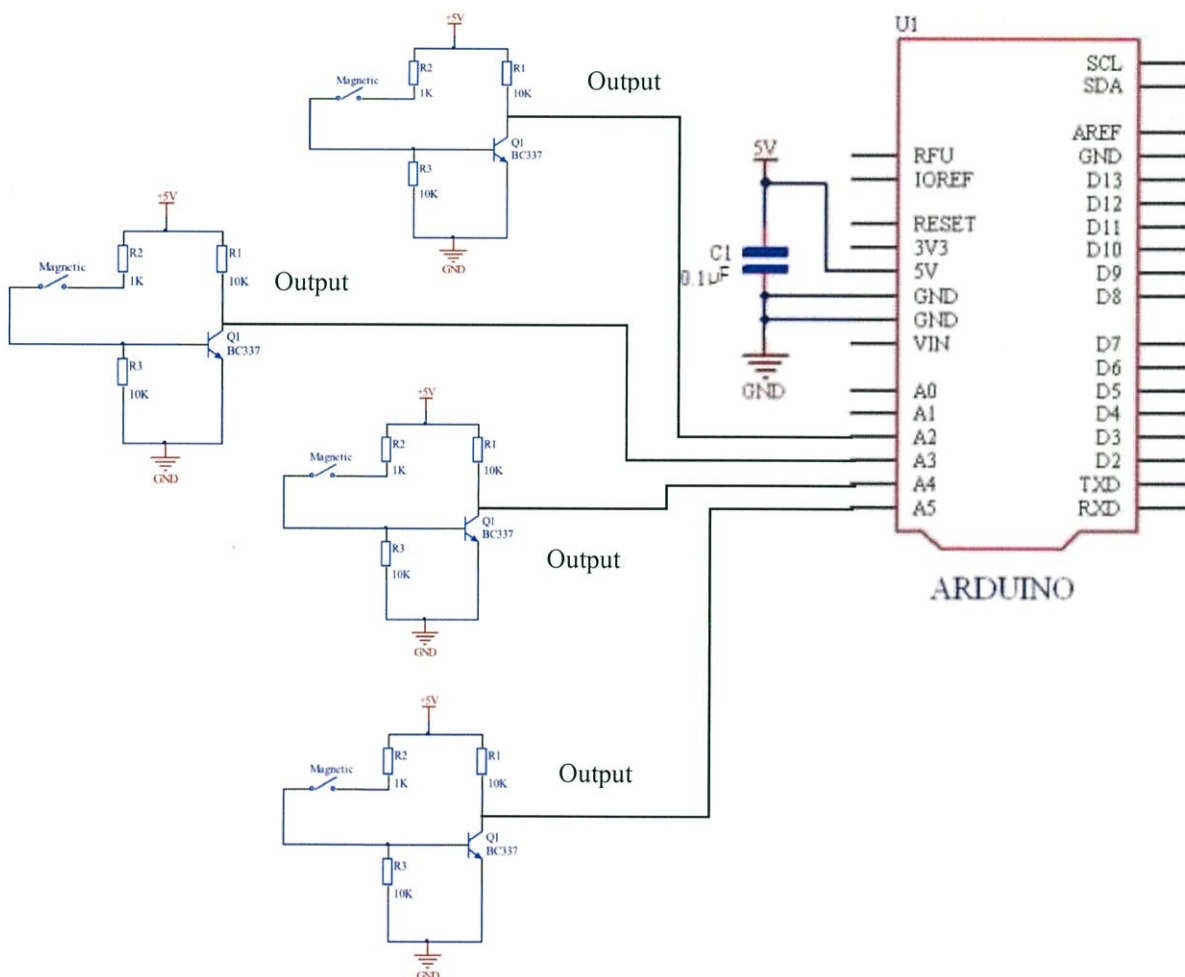 +5V
R2
1K
R1
10K
Magnetic
Output
Q1
BC337
R3
10K
GND
+5V
R2
1K
R1
10K
Magnetic
Output
Q1
BC337
R3
10K
GND
+5V
R2
1K
R1
10K
Magnetic
Q1
BC337
R3
10K
Output
GND
+5V
R2
1K
R1
10K
Magnetic
Output
Q1
BC337
R3
10K
GND
5V
C1
0.1µF
GND
U1
RFU
IOREF
RESET
3V3
5V
GND
GND
VIN
A0
A1
A2
A3
A4
A5
SCL
SDA
AREF
GND
D13
D12
D11
D10
D9
D8
D7
D6
D5
D4
D3
D2
TXD
RXD
ARDUINO